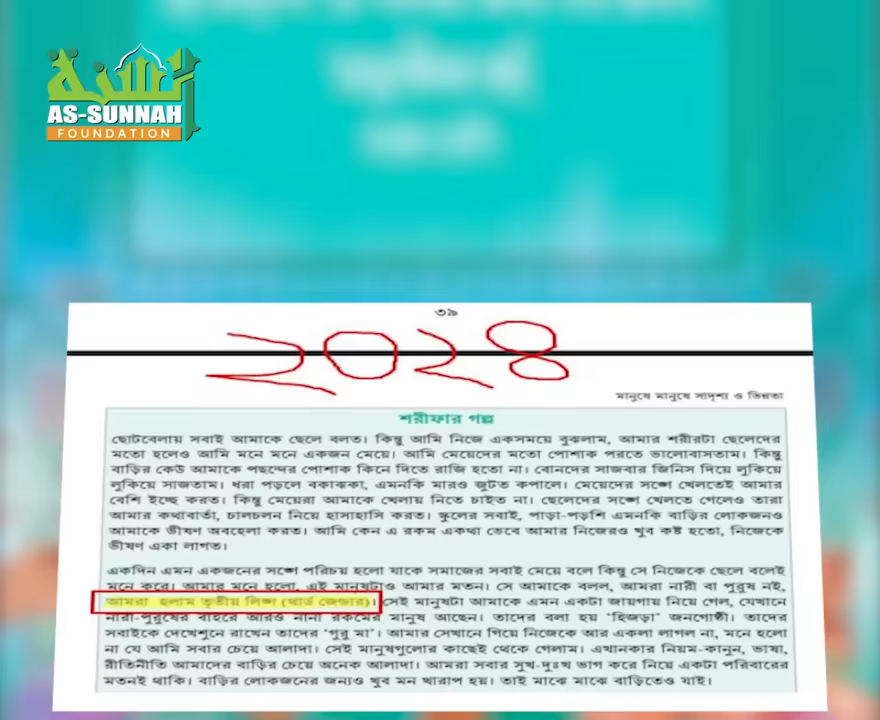 السنة
AS-SUNNAH
FOUNDATION
৩৯
২০২৪
মানুষে মানুষে সাদৃশ্য ও ভিন্নতা
শরীফার গল্প
ছোটবেলায় সবাই আমাকে ছেলে বলত। কিন্তু আমি নিজে একসময়ে বুঝলাম, আমার শরীরটা ছেলেদের
মতো হলেও আমি মনে মনে একজন মেয়ে। আমি মেয়েদের মতো পোশাক পরতে ভালোবাসতাম। কিন্তু
বাড়ির কেউ আমাকে পছন্দের পোশাক কিনে দিতে রাজি হতো না। বোনদের সাজবার জিনিস দিয়ে লুকিয়ে
লুকিয়ে সাজতাম। ধরা পড়লে বকাঝকা, এমনকি মারও জুটত কপালে। মেয়েদের সঙ্গে খেলতেই আমার
বেশি ইচ্ছে করত। কিন্তু মেয়েরা আমাকে খেলায় নিতে চাইত না। ছেলেদের সঙ্গে খেলতে গেলেও তারা
আমার কথাবার্তা, চালচলন নিয়ে হাসাহাসি করত। স্কুলের সবাই, পাড়া-পড়শি এমনকি বাড়ির লোকজনও
আমাকে ভীষণ অবহেলা করত। আমি কেন এ রকম একথা ভেবে আমার নিজেরও খুব কষ্ট হতো, নিজেকে
ভীষণ একা লাগত।
একদিন এমন একজনের সঙ্গে পরিচয় হলো যাকে সমাজের সবাই মেয়ে বলে কিন্তু সে নিজেকে ছেলে বলেই
মনে করে। আমার মনে হলো, এই মানুষটাও আমার মতন। সে আমাকে বলল, আমরা নারী বা পুরুষ নই,
আমরা হলাম তৃতীয় লিঙ্গ (থার্ড জেন্ডার)। সেই মানুষটা আমাকে এমন একটা জায়গায় নিয়ে গেল, যেখানে
নারী-পুরুষের বাইরে আরও নানা রকমের মানুষ আছেন। তাদের বলা হয় ‘হিজড়া’ জনগোষ্ঠী। তাদের
সবাইকে দেখেশুনে রাখেন তাদের ‘গুরু মা’। আমার সেখানে গিয়ে নিজেকে আর একলা লাগল না, মনে হলো
না যে আমি সবার চেয়ে আলাদা। সেই মানুষগুলোর কাছেই থেকে গেলাম। এখানকার নিয়ম-কানুন, ভাষা,
রীতিনীতি আমাদের বাড়ির চেয়ে অনেক আলাদা। আমরা সবার সুখ-দুঃখ ভাগ করে নিয়ে একটা পরিবারের
মতনই থাকি। বাড়ির লোকজনের জন্যও খুব মন খারাপ হয়। তাই মাঝে মাঝে বাড়িতেও যাই।